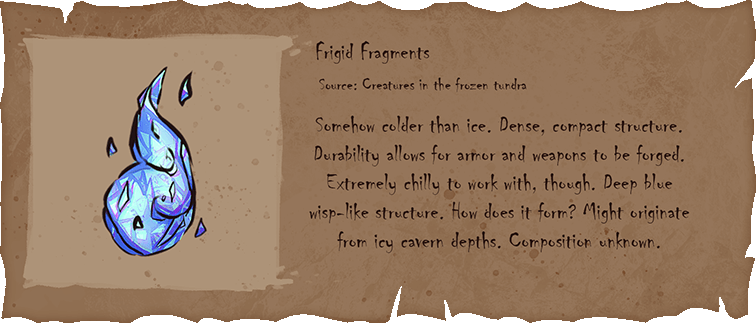 Frigid Fragments
Source: Creatures in the frozen tundra
Somehow colder than ice. Dense, compact structure.
Durability allows for armor and weapons to be forged.
Extremely chilly to work with, though. Deep blue
wisp-like structure. How does it form? Might originate
from icy cavern depths. Composition unknown.